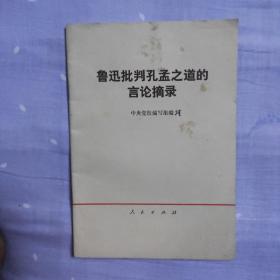 鲁迅批判孔孟之道的
言论摘录
中央党校编写组编
人民出版社